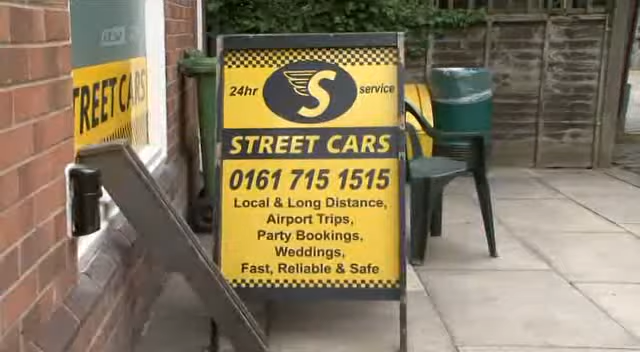 STREET CARS
24hr S service
STREET CARS
0161 715 1515
Local & Long Distance,
Airport Trips,
Party Bookings,
Weddings,
Fast, Reliable & Safe